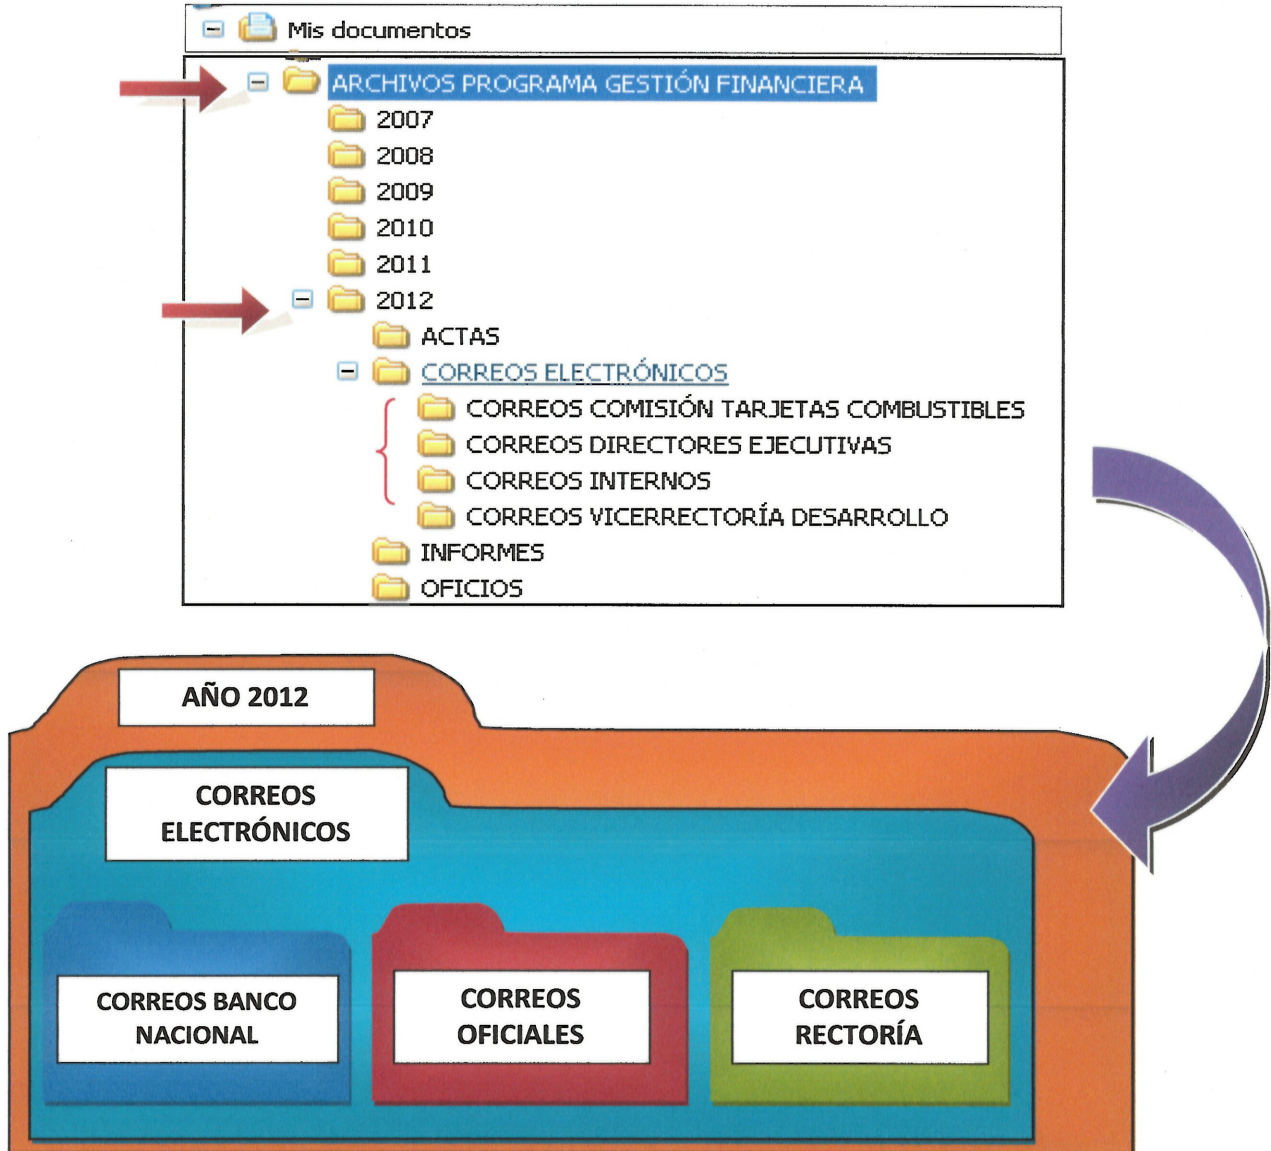 Mis documentos
ARCHIVOS PROGRAMA GESTIÓN FINANCIERA
2007
2008
2009
2010
2011
2012
ACTAS
CORREOS ELECTRÓNICOS
CORREOS COMISIÓN TARJETAS COMBUSTIBLES
CORREOS DIRECTORES EJECUTIVAS
CORREOS INTERNOS
CORREOS VICERRECTORÍA DESARROLLO
INFORMES
OFICIOS
AÑO 2012
CORREOS
ELECTRÓNICOS
CORREOS BANCO
NACIONAL
CORREOS
OFICIALES
CORREOS
RECTORÍA